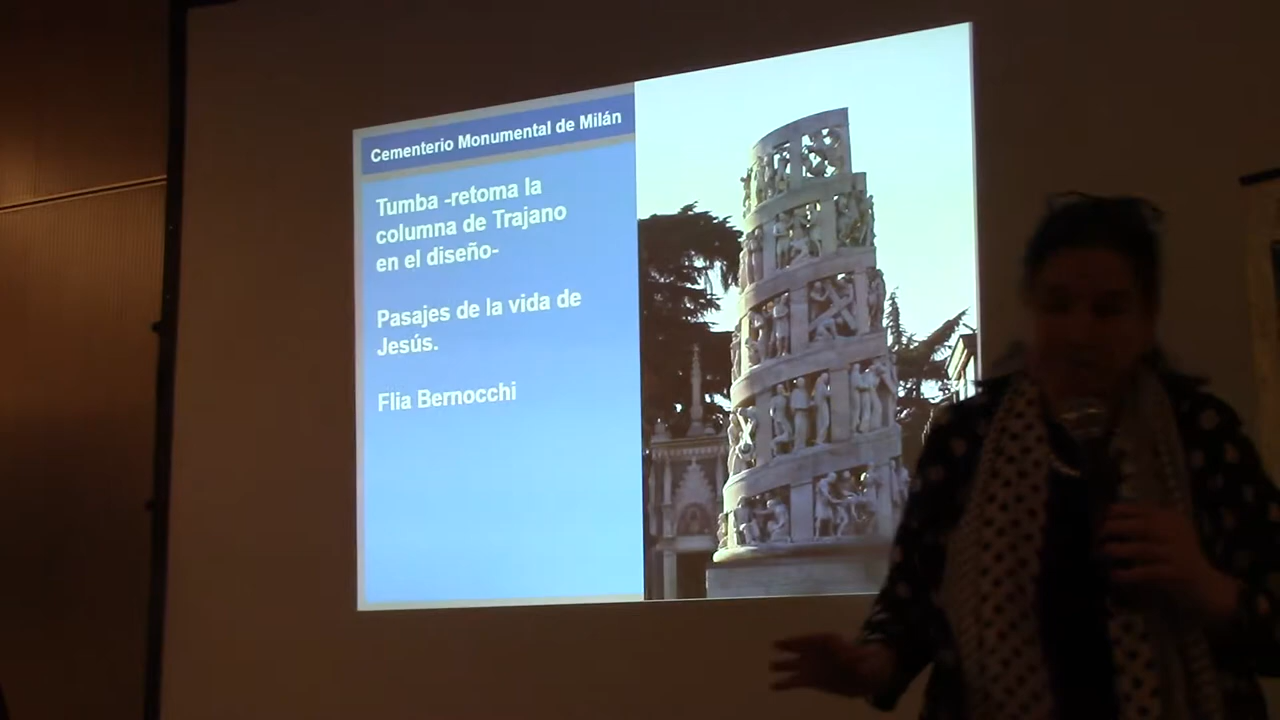 Cementerio Monumental de Milán
Tumba -retoma la
columna de Trajano
en el diseño-
Pasajes de la vida de
Jesús.
Flia Bernocchi